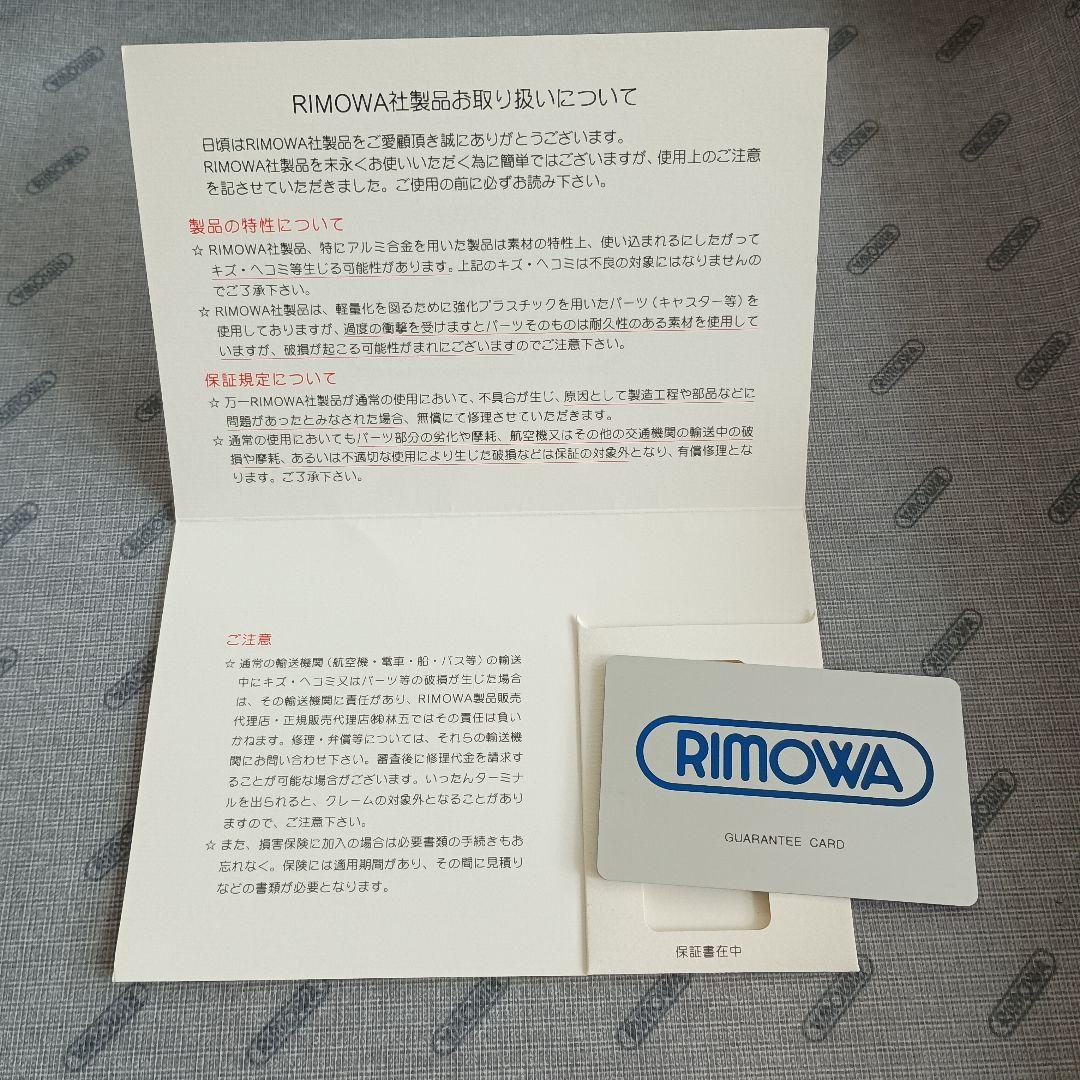 RIMOWA社製品お取り扱いについて
日頃はRIMOWA社製品をご愛顧頂き誠にありがとうございます。
RIMOWA社製品を末永くお使いいただく為に簡単ではございますが、使用上のご注意
を記させていただきました。ご使用の前に必ずお読み下さい。
製品の特性について
☆ RIMOWA社製品、特にアルミ合金を用いた製品は素材の特性上、使い込まれるにしたがって
キズ・ヘコミ等生じる可能性があります。上記のキズ・ヘコミは不良の対象にはなりませんの
でご了承下さい。
☆ RIMOWA社製品は、軽量化を図るために強化プラスチックを用いたパーツ(キャスター等)を
使用しておりますが、過度の衝撃を受けますとパーツそのものは耐久性のある素材を使用して
いますが、破損が起こる可能性がまれにございますのでご注意下さい。
保証規定について
☆ 万一RIMOWA社製品が通常の使用において、不具合が生じ、原因として製造工程や部品などに
問題があったとみなされた場合、無償にて修理させていただきます。
☆ 通常の使用においてもパーツ部分の劣化や摩耗、航空機又はその他の交通機関の輸送中の破
損や摩耗、あるいは不適切な使用により生じた破損などは保証の対象外となり、有償修理とな
ります。ご了承下さい。
ご注意
☆ 通常の輸送機関(航空機・電車・船・バス等)の輸送
中にキズ・ヘコミ又はパーツ等の破損が生じた場合
は、その輸送機関に責任があり、RIMOWA製品販売
代理店・正規販売代理店㈱林五ではその責任は負い
かねます。修理・弁償等については、それらの輸送機
関にお問い合わせ下さい。審査後に修理代金を請求す
ることが可能な場合がございます。いったんターミナ
ルを出られると、クレームの対象外となることがあり
ますので、ご注意下さい。
☆ また、損害保険に加入の場合は必要書類の手続きもお
忘れなく。保険には適用期間があり、その間に見積り
などの書類が必要となります。
RIMOWA
GUARANTEE CARD
保証書在中